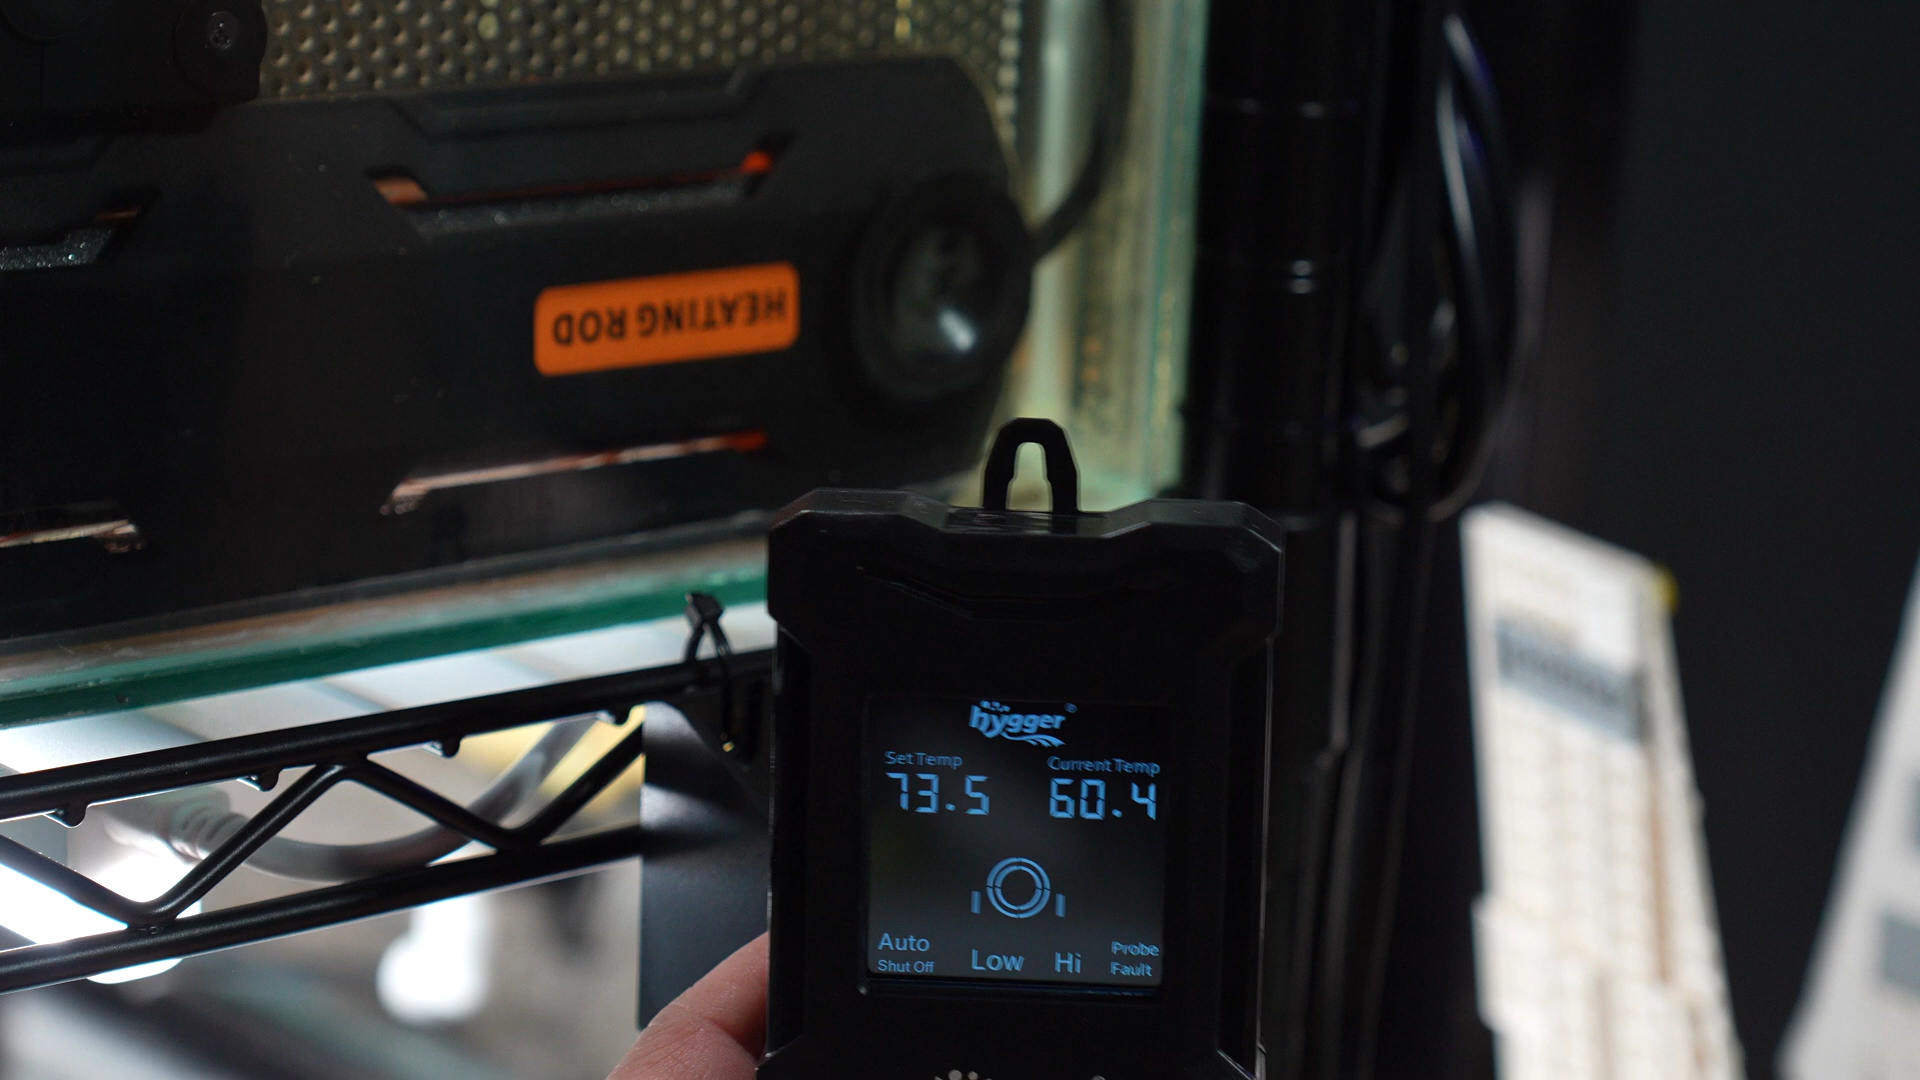 HEATING ROD
hygger®
Set Temp
Current Temp
73.5
60.4
Auto
Shut Off
Low
Hi
Probe
Fault